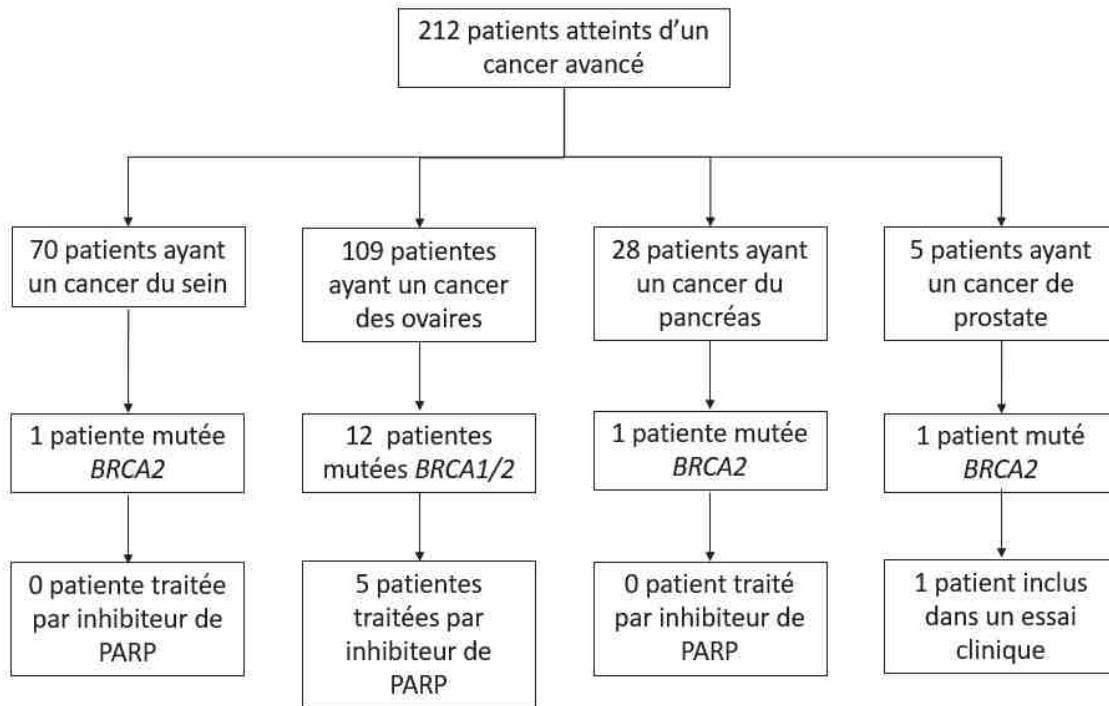 212 patients atteints d'un
cancer avancé
70 patients ayant
un cancer du sein
109 patientes
ayant un cancer
des ovaires
28 patients ayant
un cancer du
pancréas
5 patients ayant
un cancer de
prostate
1 patiente mutée
BRCA2
12 patientes
mutées BRCA1/2
1 patiente mutée
BRCA2
1 patient muté
BRCA2
0 patiente traitée
par inhibiteur de
PARP
5 patientes
traitées par
inhibiteur de
PARP
0 patient traité
par inhibiteur de
PARP
1 patient inclus
dans un essai
clinique